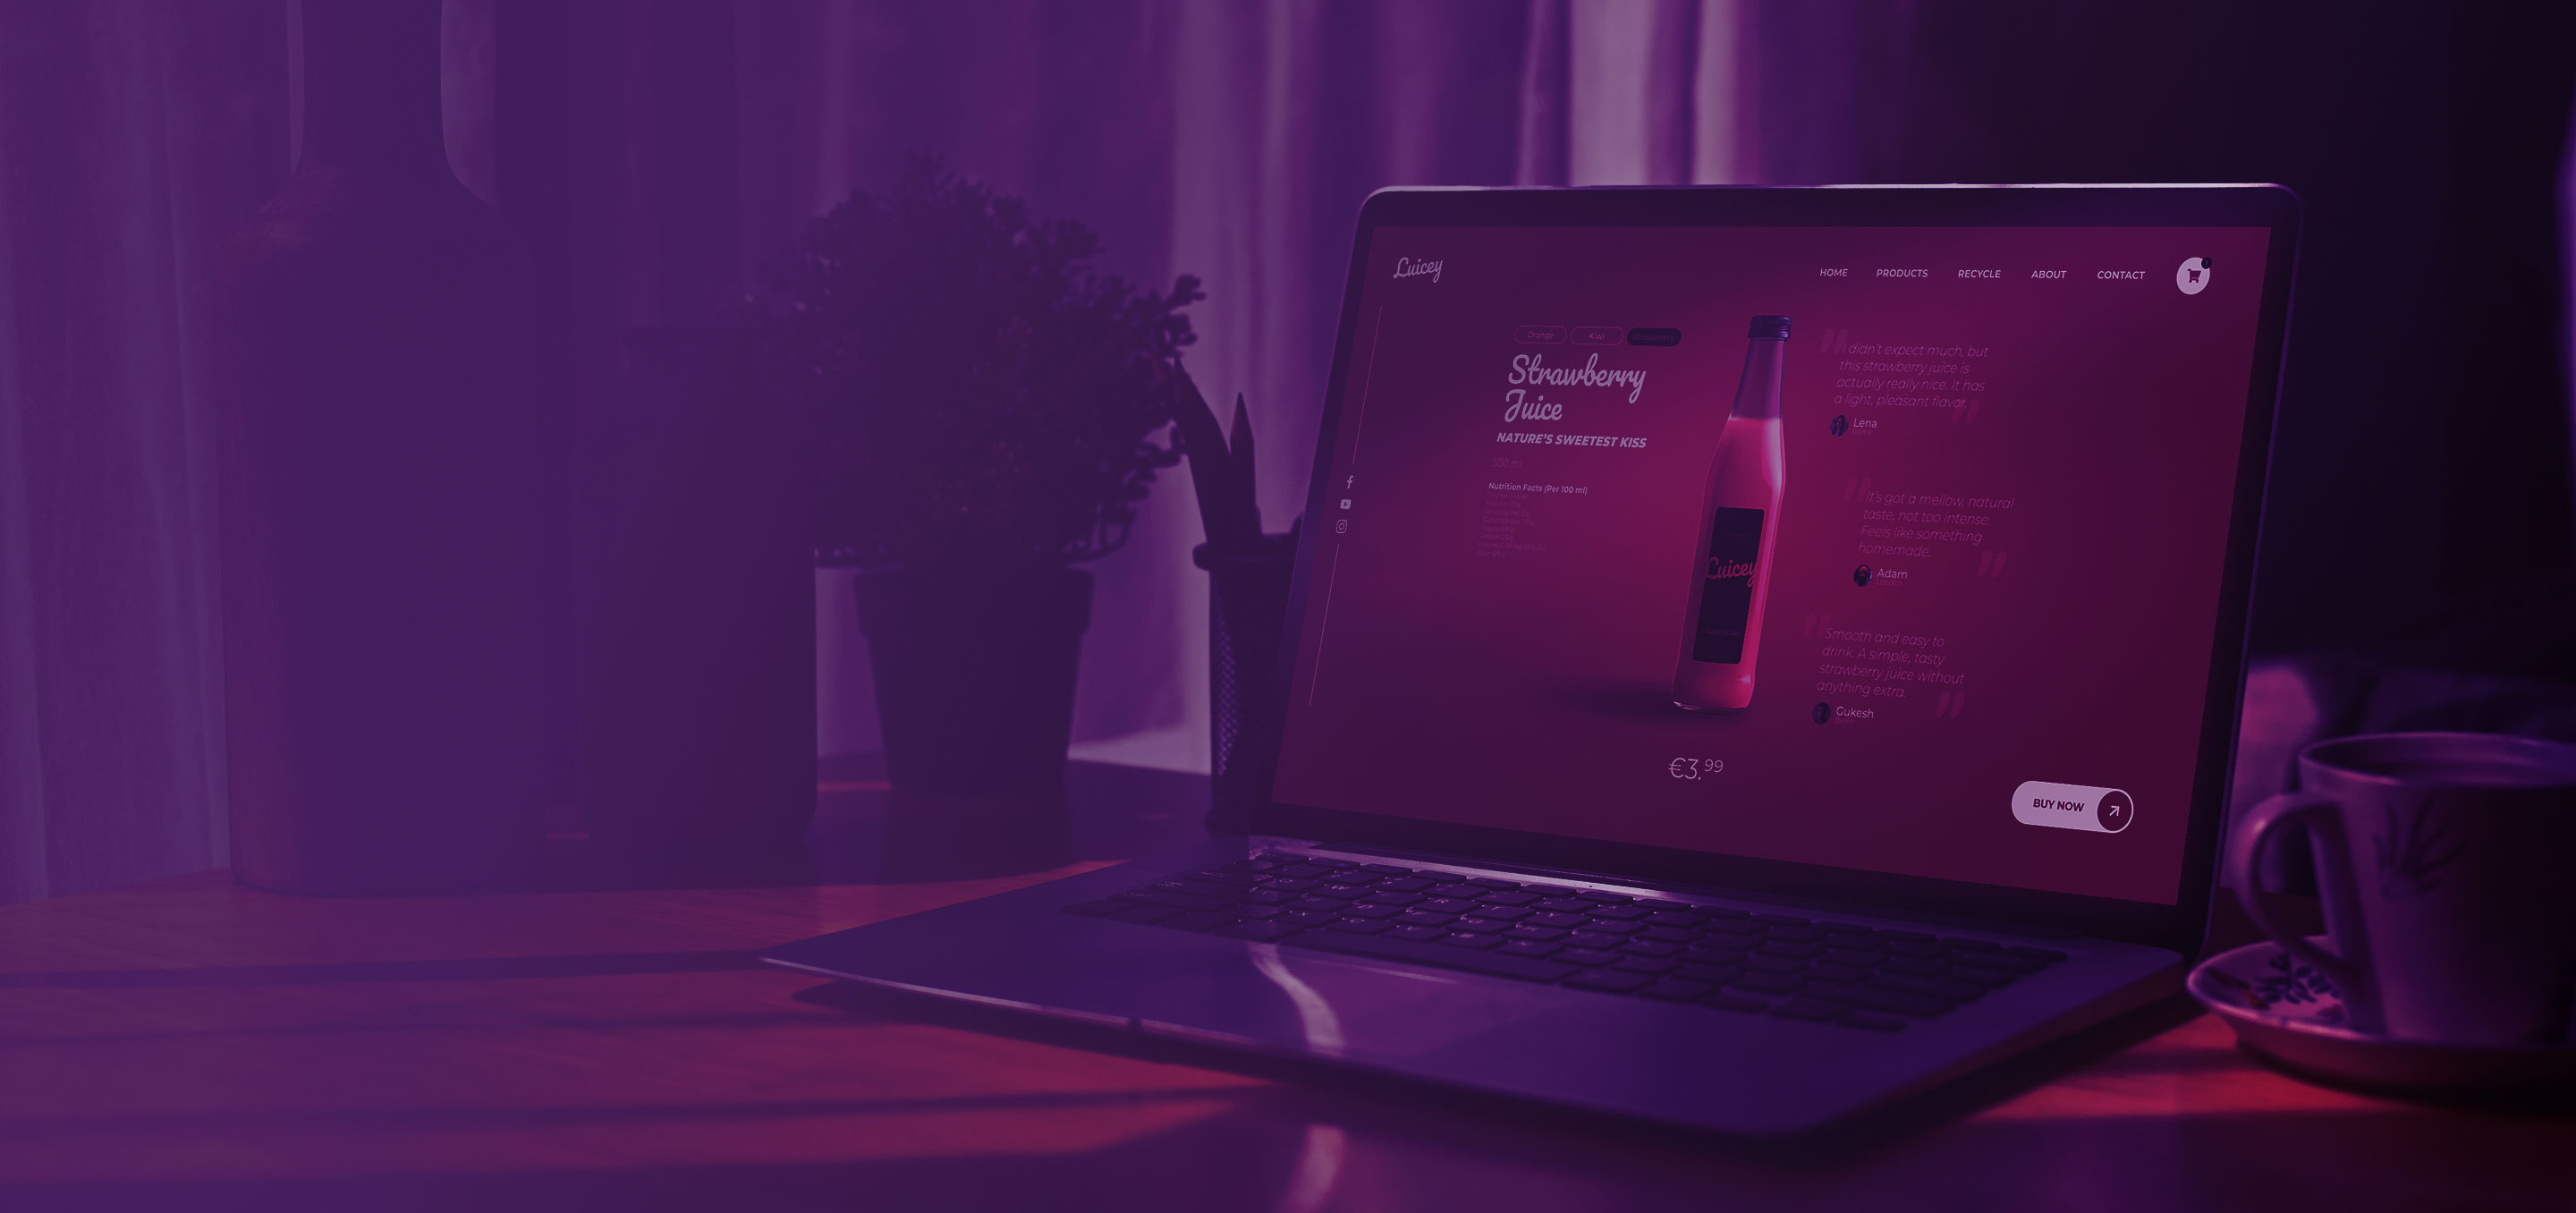 Luicey
HOME PRODUCTS RECYCLE ABOUT CONTACT
Orange Kiwi Strawberry
Strawberry
Juice
NATURE'S SWEETEST KISS
500 ml
Nutrition Facts (Per 100 ml)
Luicey
€3.99
I didn't expect much, but
this strawberry juice is
actually really nice. It has
a light, pleasant flavor.
Lena
It's got a mellow, natural
taste, not too intense.
Feels like something
homemade.
Adam
Smooth and easy to
drink. A simple, tasty
strawberry juice without
anything extra.
Gukesh
BUY NOW